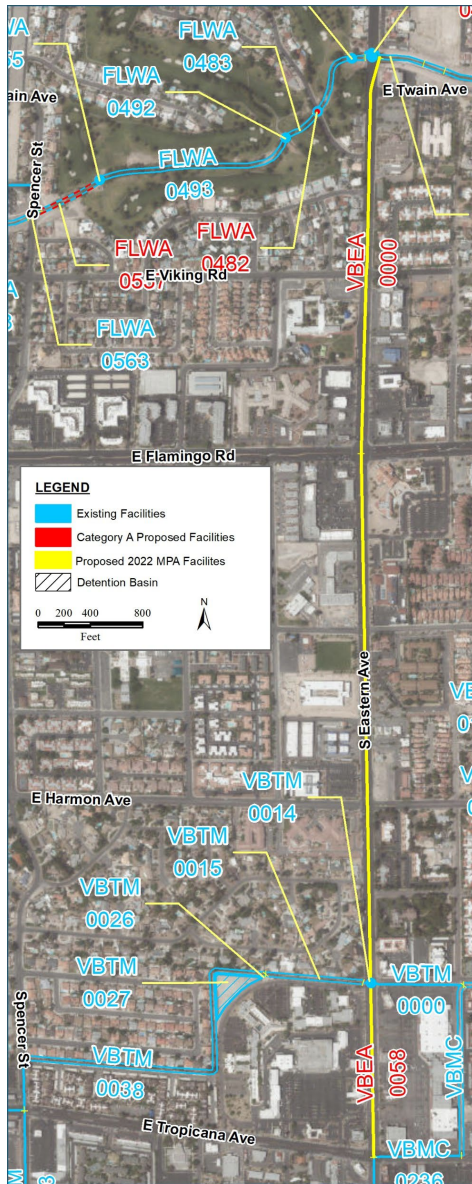 FLWA
0483
E Twain Ave
FLWA
0492
FLWA
0493
Spencer St
FLWA
0482
FLWA
E Viking Rd
VBEA
0000
FLWA
0563
E Flamingo Rd
LEGEND
Existing Facilities
Category A Proposed Facilities
Proposed 2022 MPA Facilites
Detention Basin
0 200 400 800
Feet
N
S Eastern Ave
E Harmon Ave
VBTM
0014
VBTM
0015
VBTM
0026
VBTM
0027
VBTM
0000
Spencer St
VBTM
0038
VBEA
0058
VBMC
E Tropicana Ave
VBMC
0236